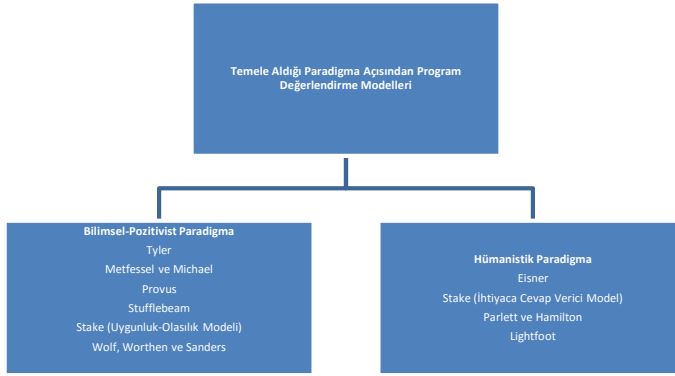 Temele Aldığı Paradigma Açısından Program
Değerlendirme Modelleri
Bilimsel-Pozitivist Paradigma
Tyler
Metfessel ve Michael
Provus
Stufflebeam
Stake (Uygunluk-Olasılık Modeli)
Wolf, Worthen ve Sanders
Hümanistik Paradigma
Eisner
Stake (İhtiyaca Cevap Verici Model)
Parlett ve Hamilton
Lightfoot